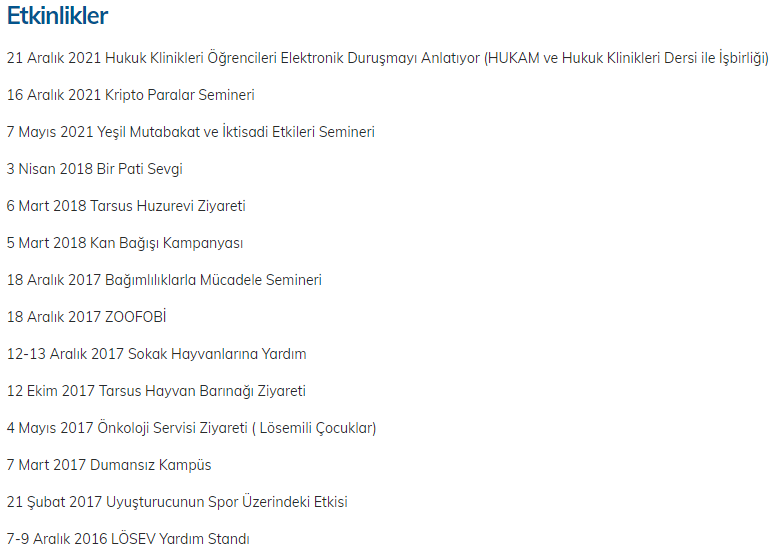 Etkinlikler
21 Aralık 2021 Hukuk Klinikleri Öğrencileri Elektronik Duruşmayı Anlatıyor (HUKAM ve Hukuk Klinikleri Dersi ile İşbirliği)
16 Aralık 2021 Kripto Paralar Semineri
7 Mayıs 2021 Yeşil Mutabakat ve İktisadi Etkileri Semineri
3 Nisan 2018 Bir Pati Sevgi
6 Mart 2018 Tarsus Huzurevi Ziyareti
5 Mart 2018 Kan Bağışı Kampanyası
18 Aralık 2017 Bağımlılıklarla Mücadele Semineri
18 Aralık 2017 ZOOFOBİ
12-13 Aralık 2017 Sokak Hayvanlarına Yardım
12 Ekim 2017 Tarsus Hayvan Barınağı Ziyareti
4 Mayıs 2017 Önkoloji Servisi Ziyareti ( Lösemili Çocuklar)
7 Mart 2017 Dumansız Kampüs
21 Şubat 2017 Uyuşturucunun Spor Üzerindeki Etkisi
7-9 Aralık 2016 LÖSEV Yardım Standı